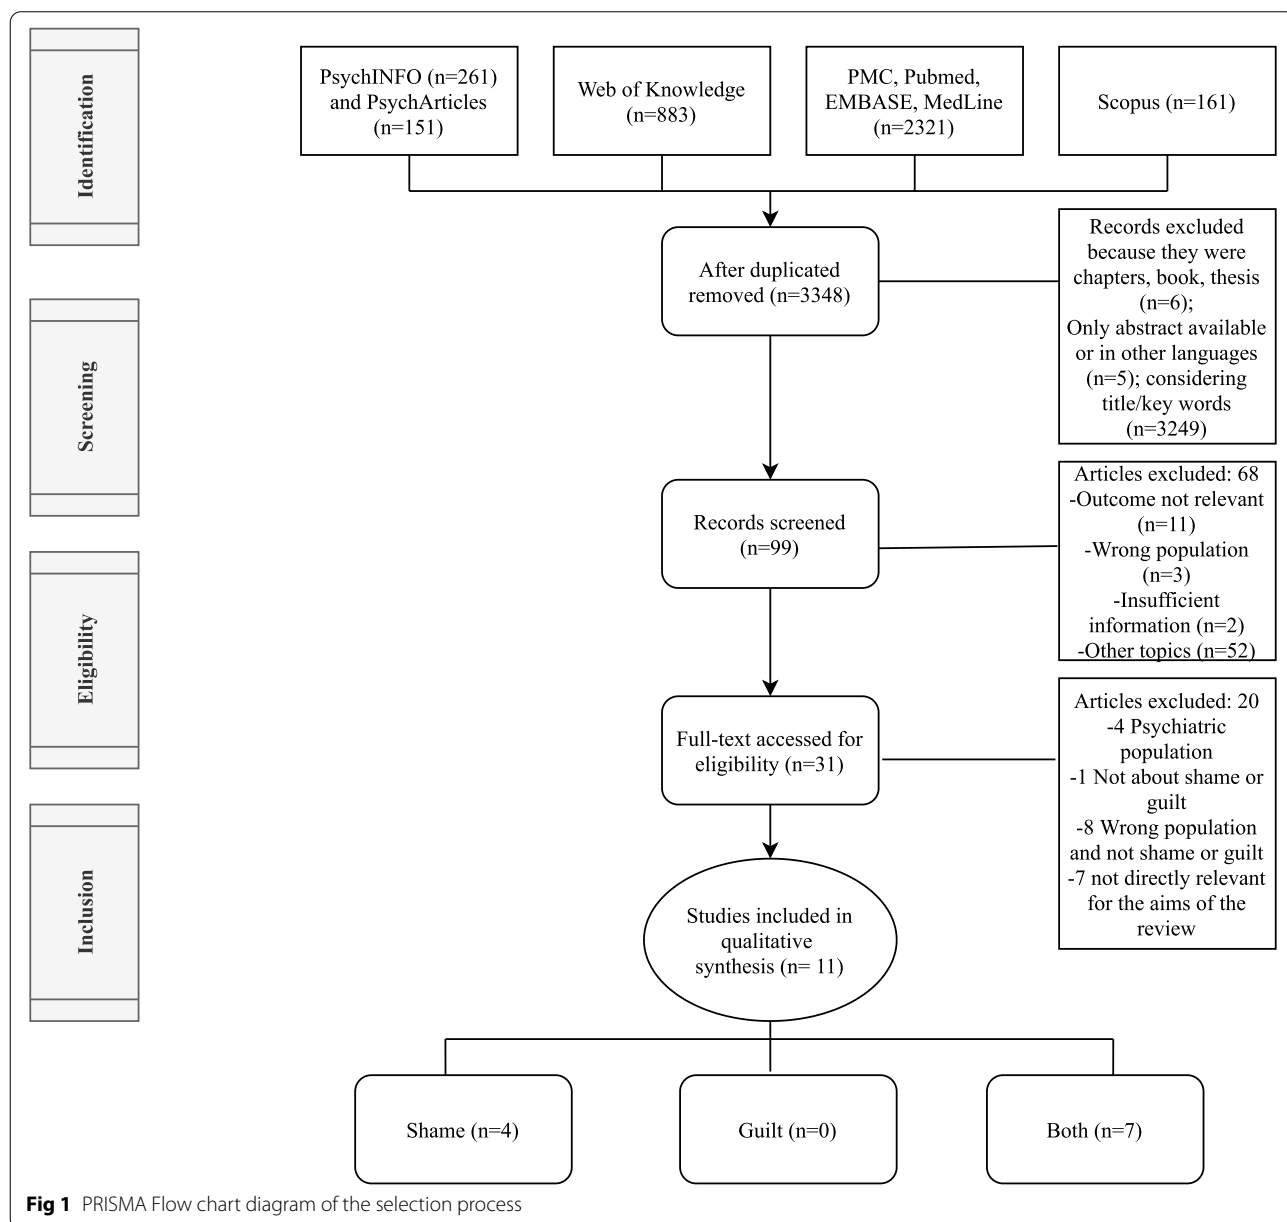 Identification
PsychINFO (n=261)
and PsychArticles
(n=151)
Web of Knowledge
(n=883)
PMC, Pubmed,
EMBASE, MedLine
(n=2321)
Scopus (n=161)
After duplicated
removed (n=3348)
Records excluded
because they were
chapters, book, thesis
(n=6);
Only abstract available
or in other languages
(n=5); considering
title/key words
(n=3249)
Screening
Records screened
(n=99)
Articles excluded: 68
-Outcome not relevant
(n=11)
-Wrong population
(n=3)
-Insufficient
information (n=2)
-Other topics (n=52)
Eligibility
Full-text accessed for
eligibility (n=31)
Articles excluded: 20
-4 Psychiatric
population
-1 Not about shame or
guilt
-8 Wrong population
and not shame or guilt
-7 not directly relevant
for the aims of the
review
Inclusion
Studies included in
qualitative
synthesis (n= 11)
Shame (n=4)
Guilt (n=0)
Both (n=7)
Fig 1 PRISMA Flow chart diagram of the selection process